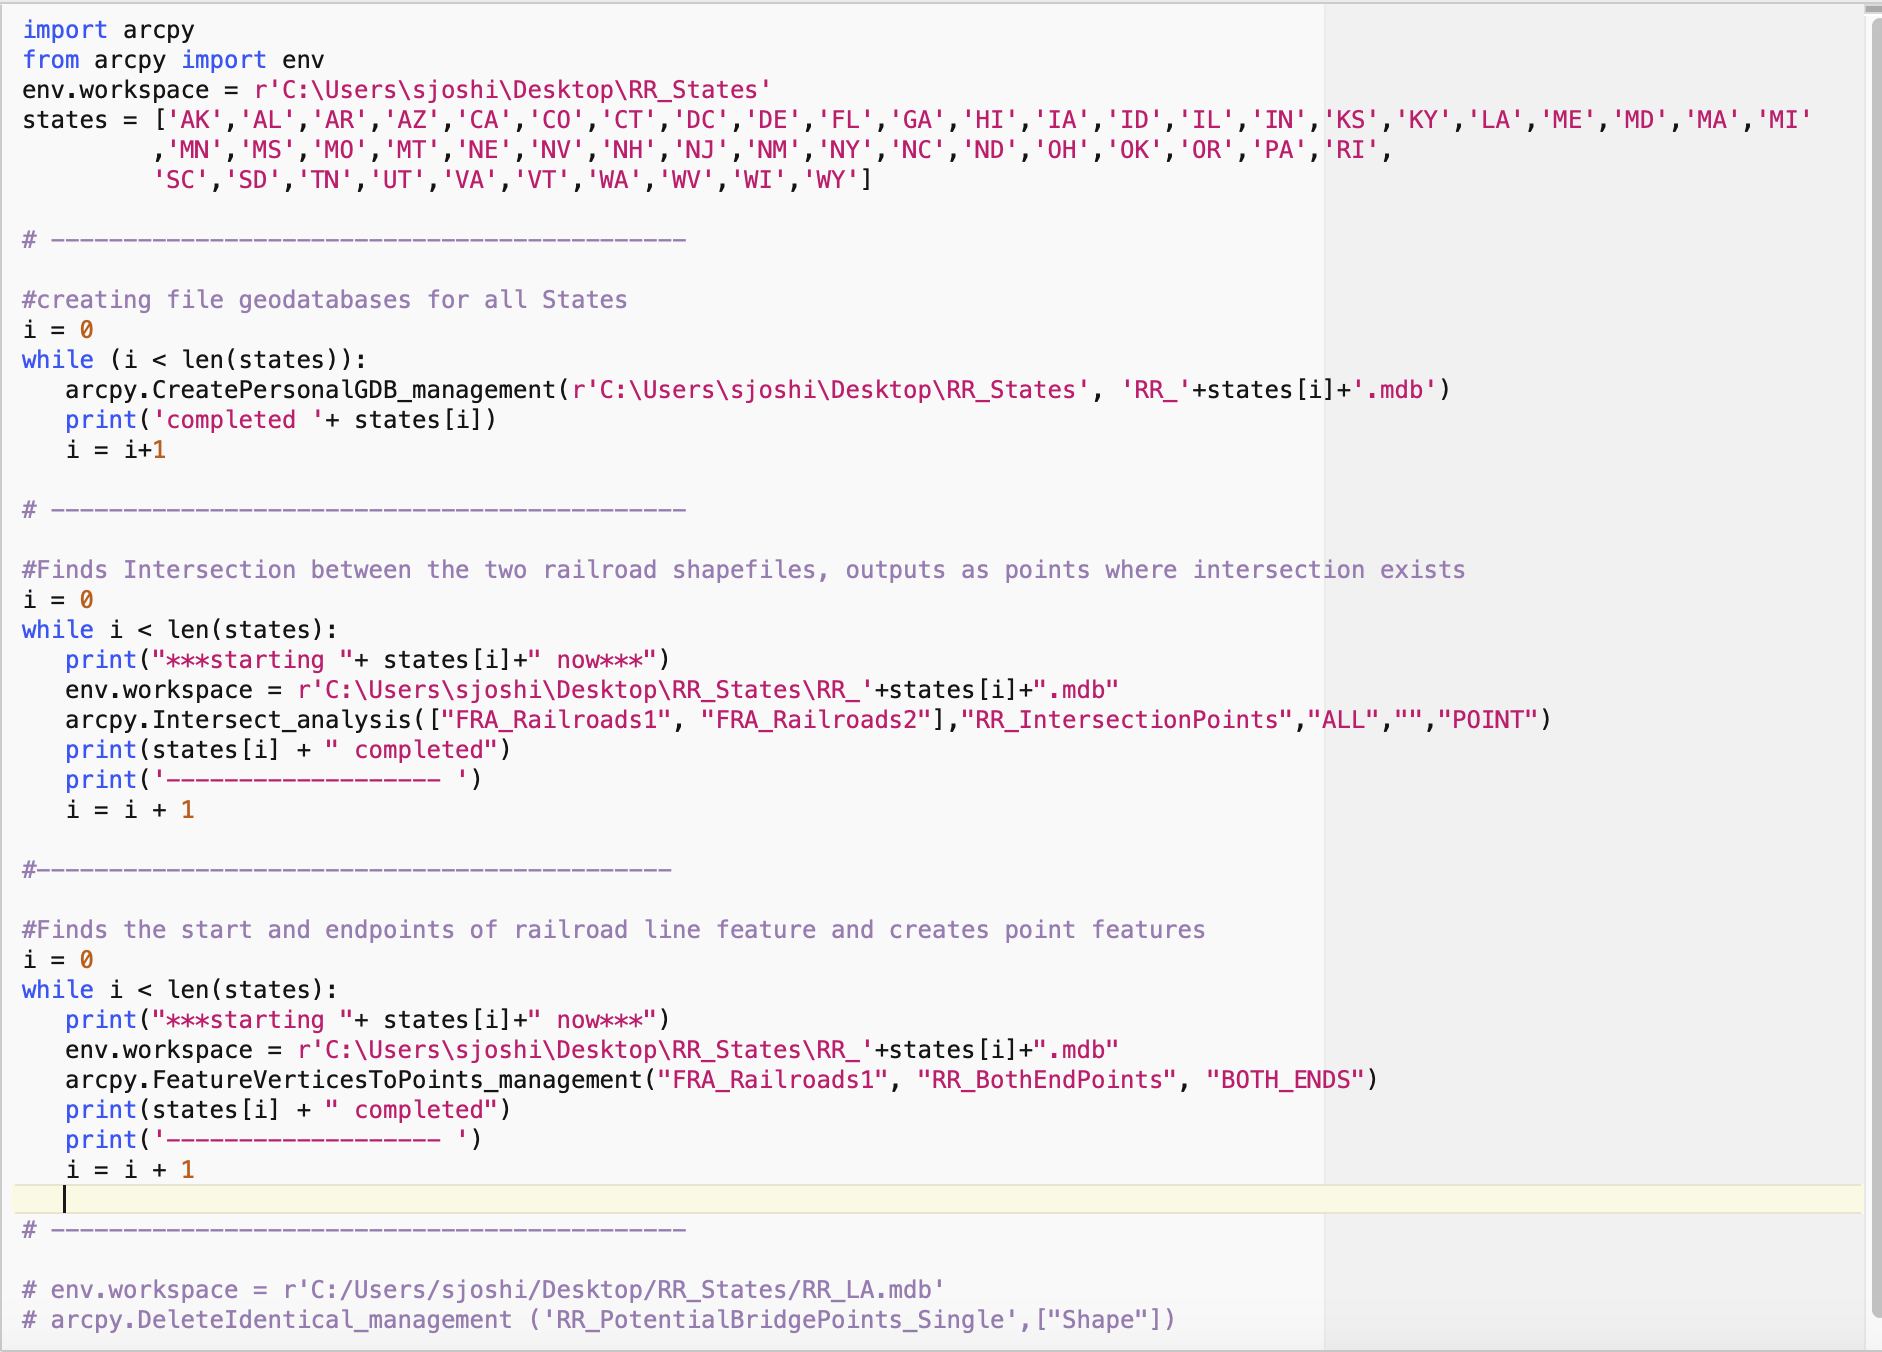 import arcpy
from arcpy import env
env.workspace = r'C:\Users\sjoshi\Desktop\RR_States'
states = ['AK','AL','AR','AZ','CA','CO','CT','DC','DE','FL','GA','HI','IA','ID','IL','IN','KS','KY','LA','ME','MD','MA','MI'
,'MN','MS','MO','MT','NE','NV','NH','NJ','NM','NY','NC','ND','OH','OK','OR','PA','RI',
'SC','SD','TN','UT','VA','VT','WA','WV','WI','WY']
# --------------------------------------------
#creating file geodatabases for all States
i = 0
while (i < len(states)):
arcpy.CreatePersonalGDB_management(r'C:\Users\sjoshi\Desktop\RR_States', 'RR_'+states[i]+'.mdb')
print('completed '+ states[i])
i = i+1
# --------------------------------------------
#Finds Intersection between the two railroad shapefiles, outputs as points where intersection exists
i = 0
while i < len(states):
print("***starting "+ states[i]+" now***")
env.workspace = r'C:\Users\sjoshi\Desktop\RR_States\RR_'+states[i]+".mdb"
arcpy.Intersect_analysis(["FRA_Railroads1", "FRA_Railroads2"],"RR_IntersectionPoints","ALL","","POINT")
print(states[i] + " completed")
print('------------------- ')
i = i + 1
#--------------------------------------------
#Finds the start and endpoints of railroad line feature and creates point features
i = 0
while i < len(states):
print("***starting "+ states[i]+" now***")
env.workspace = r'C:\Users\sjoshi\Desktop\RR_States\RR_'+states[i]+".mdb"
arcpy.FeatureVerticesToPoints_management("FRA_Railroads1", "RR_BothEndPoints", "BOTH_ENDS")
print(states[i] + " completed")
print('------------------- ')
i = i + 1
# --------------------------------------------
# env.workspace = r'C:/Users/sjoshi/Desktop/RR_States/RR_LA.mdb'
# arcpy.DeleteIdentical_management ('RR_PotentialBridgePoints_Single',["Shape"])